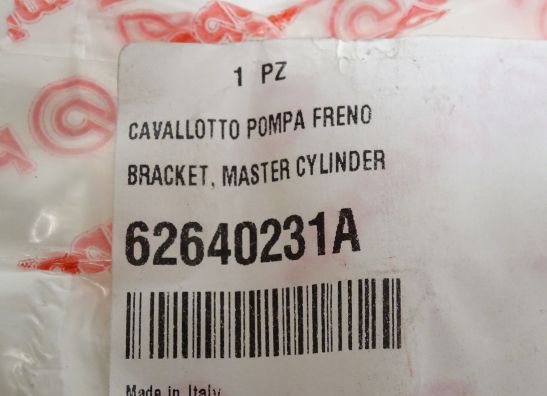 1 PZ
CAVALLOTTO POMPA FRENO
BRACKET, MASTER CYLINDER
62640231A
Made in Italy